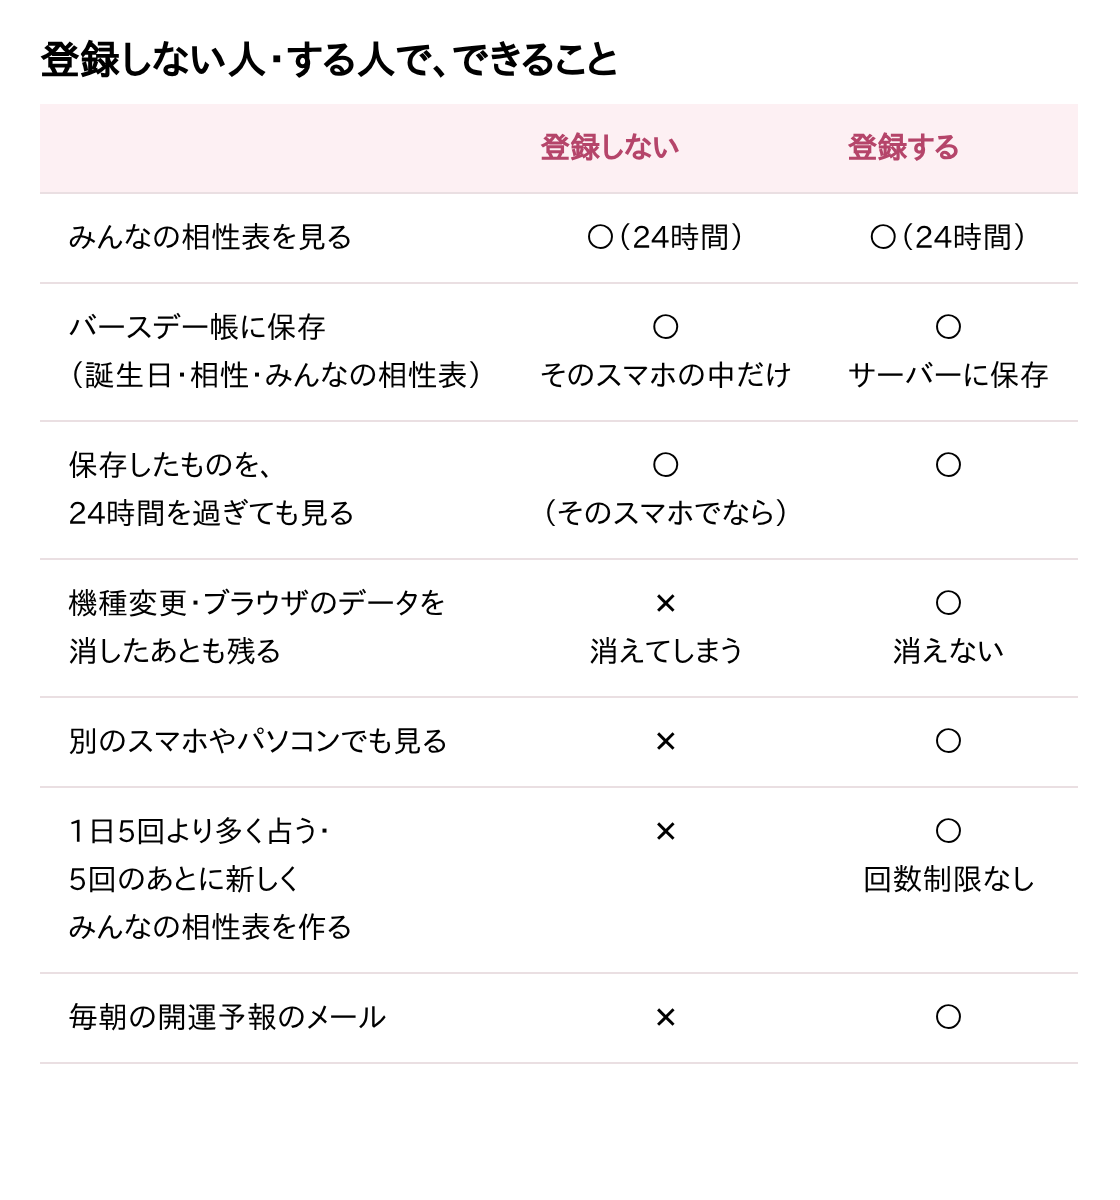 登録しない人・する人で、できること
登録しない 登録する
みんなの相性表を見る 〇（24時間） 〇（24時間）
バースデー帳に保存 〇 〇
（誕生日・相性・みんなの相性表） そのスマホの中だけ サーバーに保存
保存したものを、 〇 〇
24時間を過ぎても見る （そのスマホでなら）
機種変更・ブラウザのデータを ✕ 〇
消したあとも残る 消えてしまう 消えない
別のスマホやパソコンでも見る ✕ 〇
1日5回より多く占う・ ✕ 〇
5回のあとに新しく 回数制限なし
みんなの相性表を作る
毎朝の開運予報のメール ✕ 〇